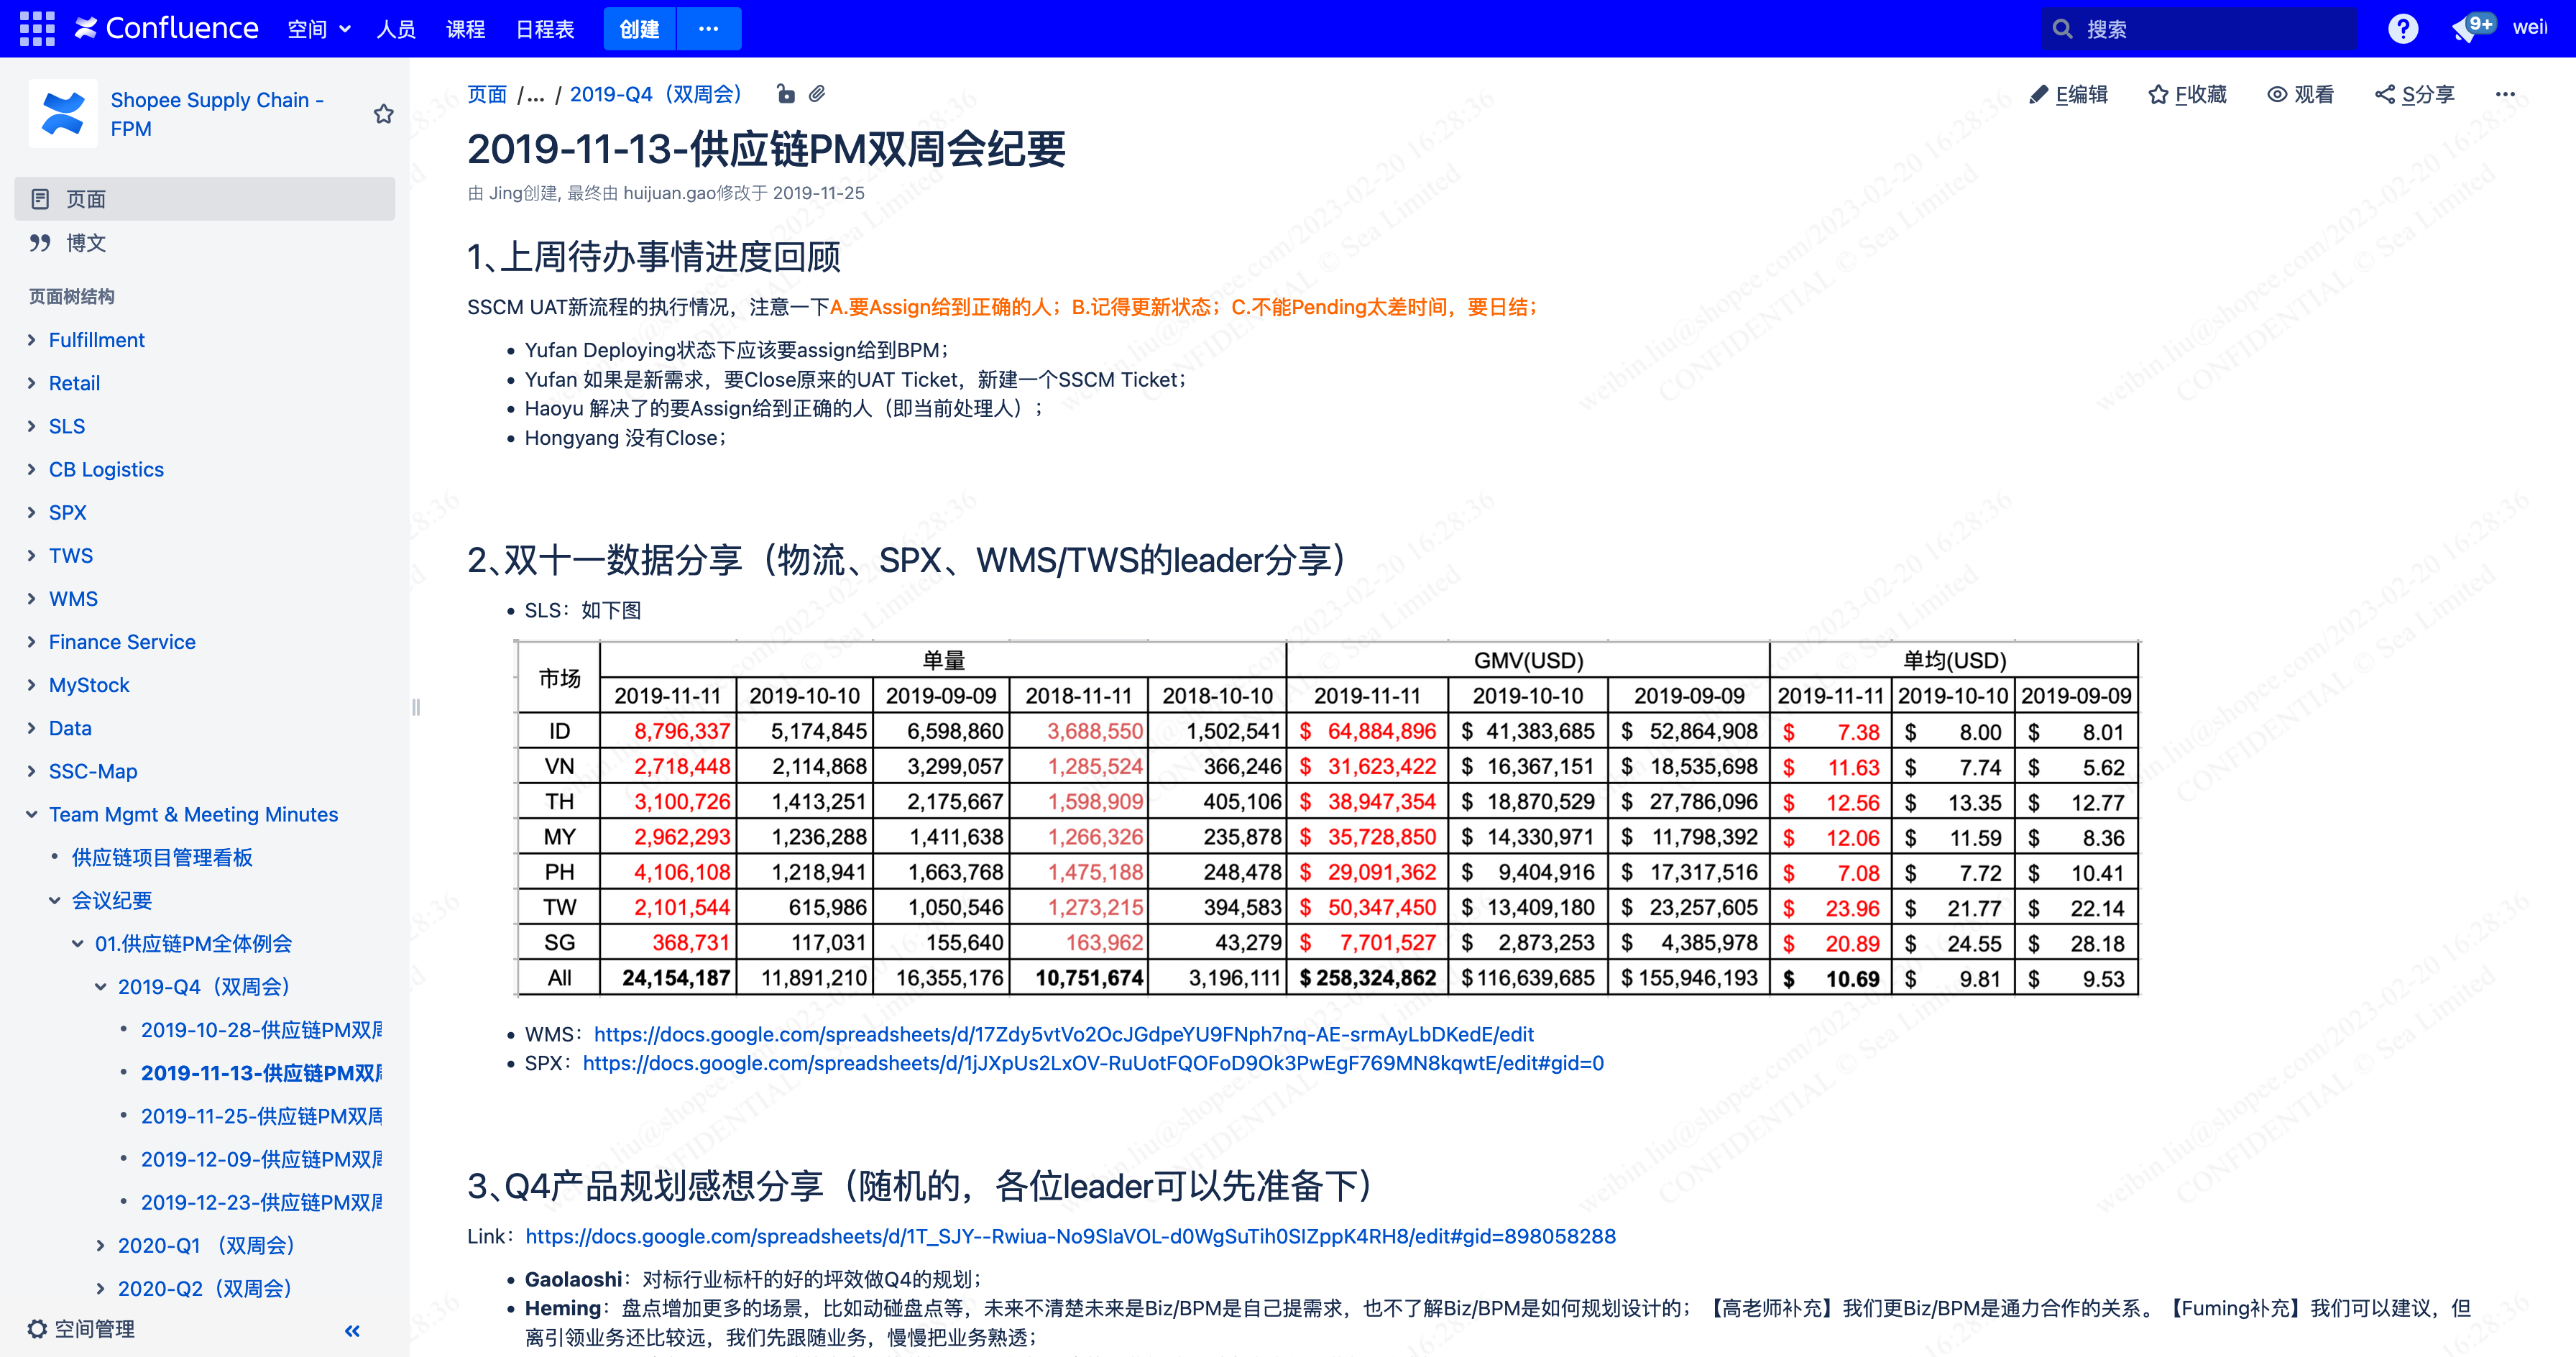 Confluence 空间 人员 课程 日程表 创建 ··· 搜索 9+ weil
Shopee Supply Chain -
FPM
页面
博文
页面树结构
Fulfillment
Retail
SLS
CB Logistics
SPX
TWS
WMS
Finance Service
MyStock
Data
SSC-Map
Team Mgmt & Meeting Minutes
供应链项目管理看板
会议纪要
01.供应链PM全体例会
2019-Q4（双周会）
2019-10-28-供应链PM双周
2019-11-13-供应链PM双周
2019-11-25-供应链PM双周
2019-12-09-供应链PM双周
2019-12-23-供应链PM双周
2020-Q1 （双周会）
2020-Q2（双周会）
空间管理
页面 /... / 2019-Q4（双周会）
E编辑 F收藏 观看 S分享 ···
2019-11-13-供应链PM双周会纪要
由 Jing创建, 最终由 huijuan.gao修改于 2019-11-25
1、上周待办事情进度回顾
SSCM UAT新流程的执行情况，注意一下A.要Assign给到正确的人；B.记得更新状态；C.不能Pending太差时间，要日结；
Yufan Deploying状态下应该要assign给到BPM；
Yufan 如果是新需求，要Close原来的UAT Ticket，新建一个SSCM Ticket；
Haoyu 解决了的要Assign给到正确的人（即当前处理人）；
Hongyang 没有Close；
2、双十一数据分享（物流、SPX、WMS/TWS的leader分享）
SLS：如下图
市场 单量 GMV(USD) 单均(USD)
2019-11-11 2019-10-10 2019-09-09 2018-11-11 2018-10-10 2019-11-11 2019-10-10 2019-09-09 2019-11-11 2019-10-10 2019-09-09
ID 8,796,337 5,174,845 6,598,860 3,688,550 1,502,541 $ 64,884,896 $ 41,383,685 $ 52,864,908 $ 7.38 $ 8.00 $ 8.01
VN 2,718,448 2,114,868 3,299,057 1,285,524 366,246 $ 31,623,422 $ 16,367,151 $ 18,535,698 $ 11.63 $ 7.74 $ 5.62
TH 3,100,726 1,413,251 2,175,667 1,598,909 405,106 $ 38,947,354 $ 18,870,529 $ 27,786,096 $ 12.56 $ 13.35 $ 12.77
MY 2,962,293 1,236,288 1,411,638 1,266,326 235,878 $ 35,728,850 $ 14,330,971 $ 11,798,392 $ 12.06 $ 11.59 $ 8.36
PH 4,106,108 1,218,941 1,663,768 1,475,188 248,478 $ 29,091,362 $ 9,404,916 $ 17,317,516 $ 7.08 $ 7.72 $ 10.41
TW 2,101,544 615,986 1,050,546 1,273,215 394,583 $ 50,347,450 $ 13,409,180 $ 23,257,605 $ 23.96 $ 21.77 $ 22.14
SG 368,731 117,031 155,640 163,962 43,279 $ 7,701,527 $ 2,873,253 $ 4,385,978 $ 20.89 $ 24.55 $ 28.18
All 24,154,187 11,891,210 16,355,176 10,751,674 3,196,111 $ 258,324,862 $ 116,639,685 $ 155,946,193 $ 10.69 $ 9.81 $ 9.53
WMS：https://docs.google.com/spreadsheets/d/17Zdy5vtVo2OcJGdpeYU9FNph7nq-AE-srmAyLbDKedE/edit
SPX：https://docs.google.com/spreadsheets/d/1jJXpUs2LxOV-RuUotFQOFoD9Ok3PwEgF769MN8kqwtE/edit#gid=0
3、Q4产品规划感想分享（随机的，各位leader可以先准备下）
Link：https://docs.google.com/spreadsheets/d/1T_SJY--Rwiua-No9SIaVOL-d0WgSuTih0SIZppK4RH8/edit#gid=898058288
Gaolaoshi：对标行业标杆的好的坪效做Q4的规划；
Heming：盘点增加更多的场景，比如动碰盘点等，未来不清楚未来是Biz/BPM是自己提需求，也不了解Biz/BPM是如何规划设计的；【高老师补充】我们更Biz/BPM是通力合作的关系。【Fuming补充】我们可以建议，但
离引领业务还比较远，我们先跟随业务，慢慢把业务熟透；
weibin.liu@shopee.com/2023-02-20 16:28:36
CONFIDENTIAL © Sea Limited